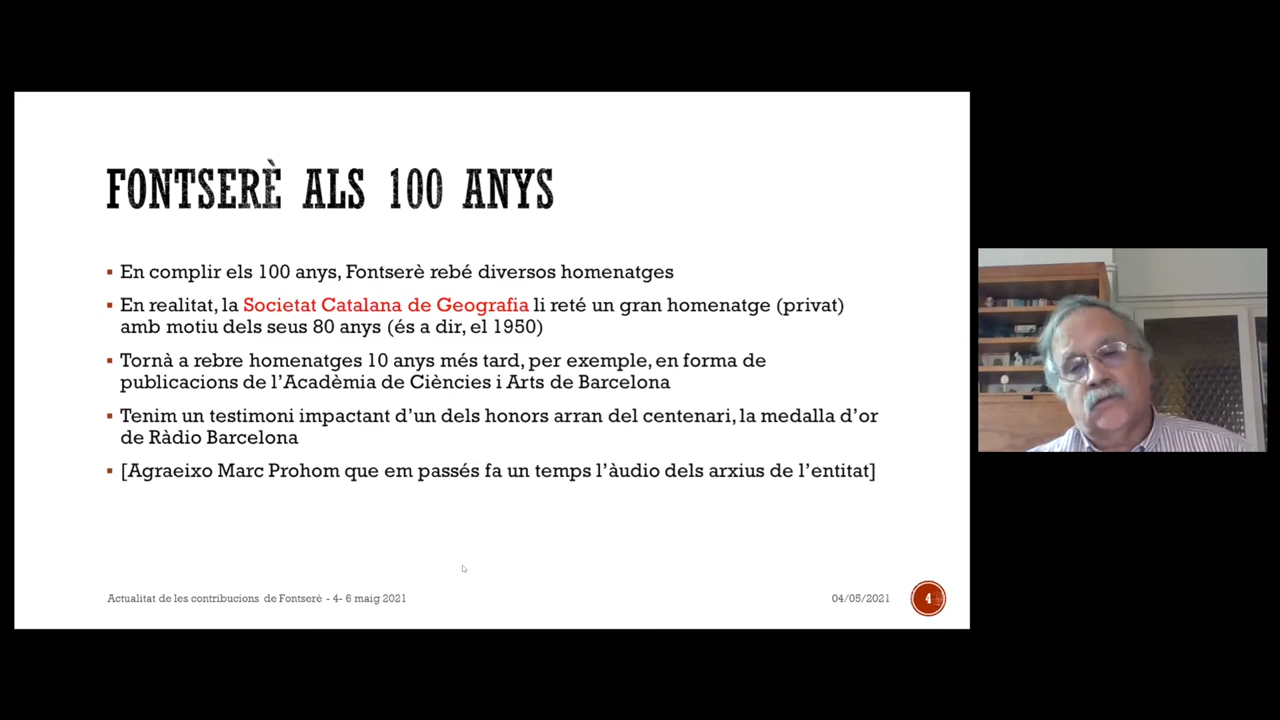 FONTSERÈ ALS 100 ANYS
▪ En complir els 100 anys, Fontserè rebé diversos homenatges
▪ En realitat, la Societat Catalana de Geografia li reté un gran homenatge (privat)
amb motiu dels seus 80 anys (és a dir, el 1950)
▪ Tornà a rebre homenatges 10 anys més tard, per exemple, en forma de
publicacions de l'Acadèmia de Ciències i Arts de Barcelona
▪ Tenim un testimoni impactant d'un dels honors arran del centenari, la medalla d'or
de Ràdio Barcelona
▪ [Agraeixo Marc Prohom que em passés fa un temps l'àudio dels arxius de l'entitat]
Actualitat de les contribucions de Fontserè - 4- 6 maig 2021
04/05/2021
4